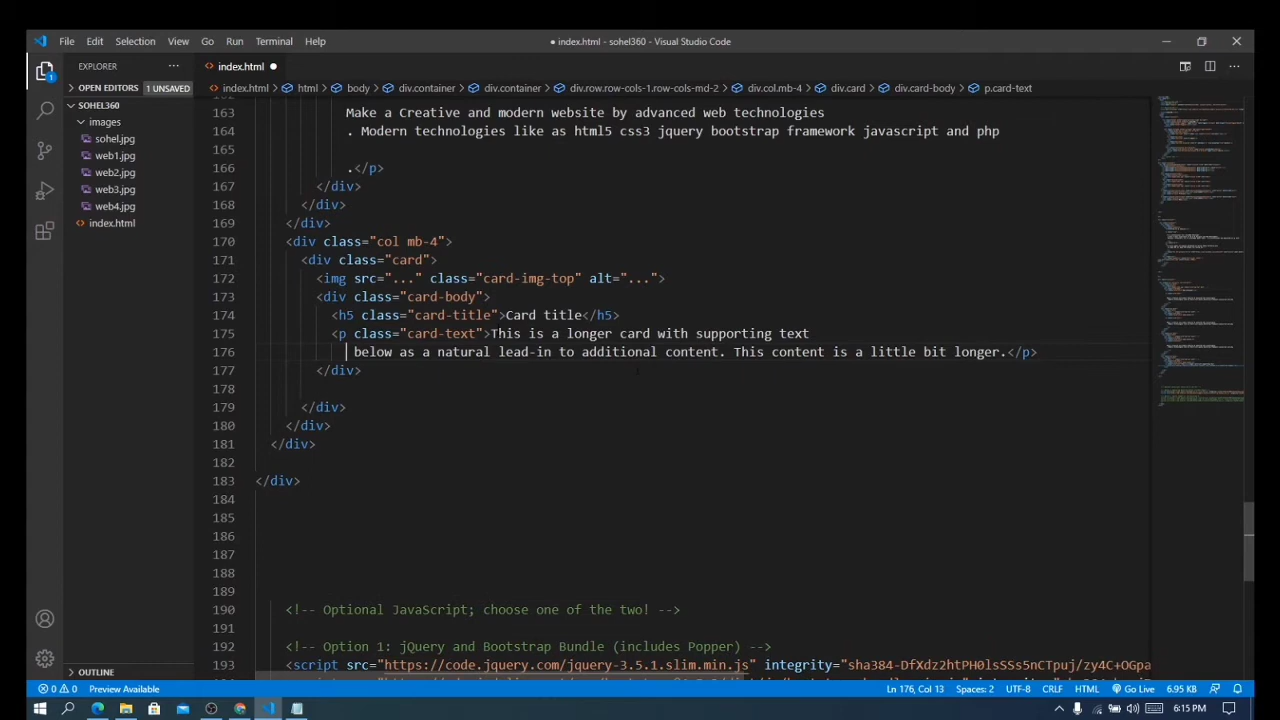 File Edit Selection View Go Run Terminal Help
● index.html - sohel360 - Visual Studio Code
EXPLORER ···
index.html ●
OPEN EDITORS 1 UNSAVED
index.html > html > body > div.container > div.container > div.row.row-cols-1.row-cols-md-2 > div.col.mb-4 > div.card > div.card-body > p.card-text
SOHEL360
images
sohel.jpg
web1.jpg
web2.jpg
web3.jpg
web4.jpg
index.html
163 Make a Creative and modern website by advanced web technologies
164 . Modern technologies like as html5 css3 jquery bootstrap framework javascript and php
165
166 .</p>
167 </div>
168 </div>
169 </div>
170 <div class="col mb-4">
171 <div class="card">
172 <img src="..." class="card-img-top" alt="...">
173 <div class="card-body">
174 <h5 class="card-title">Card title</h5>
175 <p class="card-text">This is a longer card with supporting text
176 below as a natural lead-in to additional content. This content is a little bit longer.</p>
177 </div>
178
179 </div>
180 </div>
181 </div>
182
183 </div>
184
185
186
187
188
189
190 <!-- Optional JavaScript; choose one of the two! -->
191
192 <!-- Option 1: jQuery and Bootstrap Bundle (includes Popper) -->
193 <script src="https://code.jquery.com/jquery-3.5.1.slim.min.js" integrity="sha384-DfXdz2htPH0lsSSs5nCTpuj/zy4C+OGpa
OUTLINE
0 0 Preview Available
Ln 176, Col 13 Spaces: 2 UTF-8 CRLF HTML Go Live 6.95 KB
6:15 PM